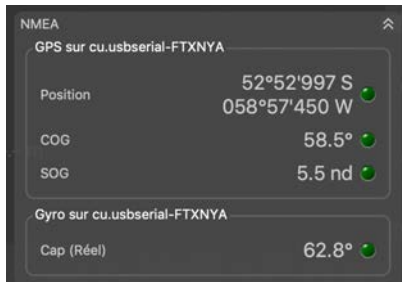 NMEA
GPS sur cu.usbserial-FTXNYA
Position 52°52'997 S
058°57'450 W
COG 58.5°
SOG 5.5 nd
Gyro sur cu.usbserial-FTXNYA
Cap (Réel) 62.8°